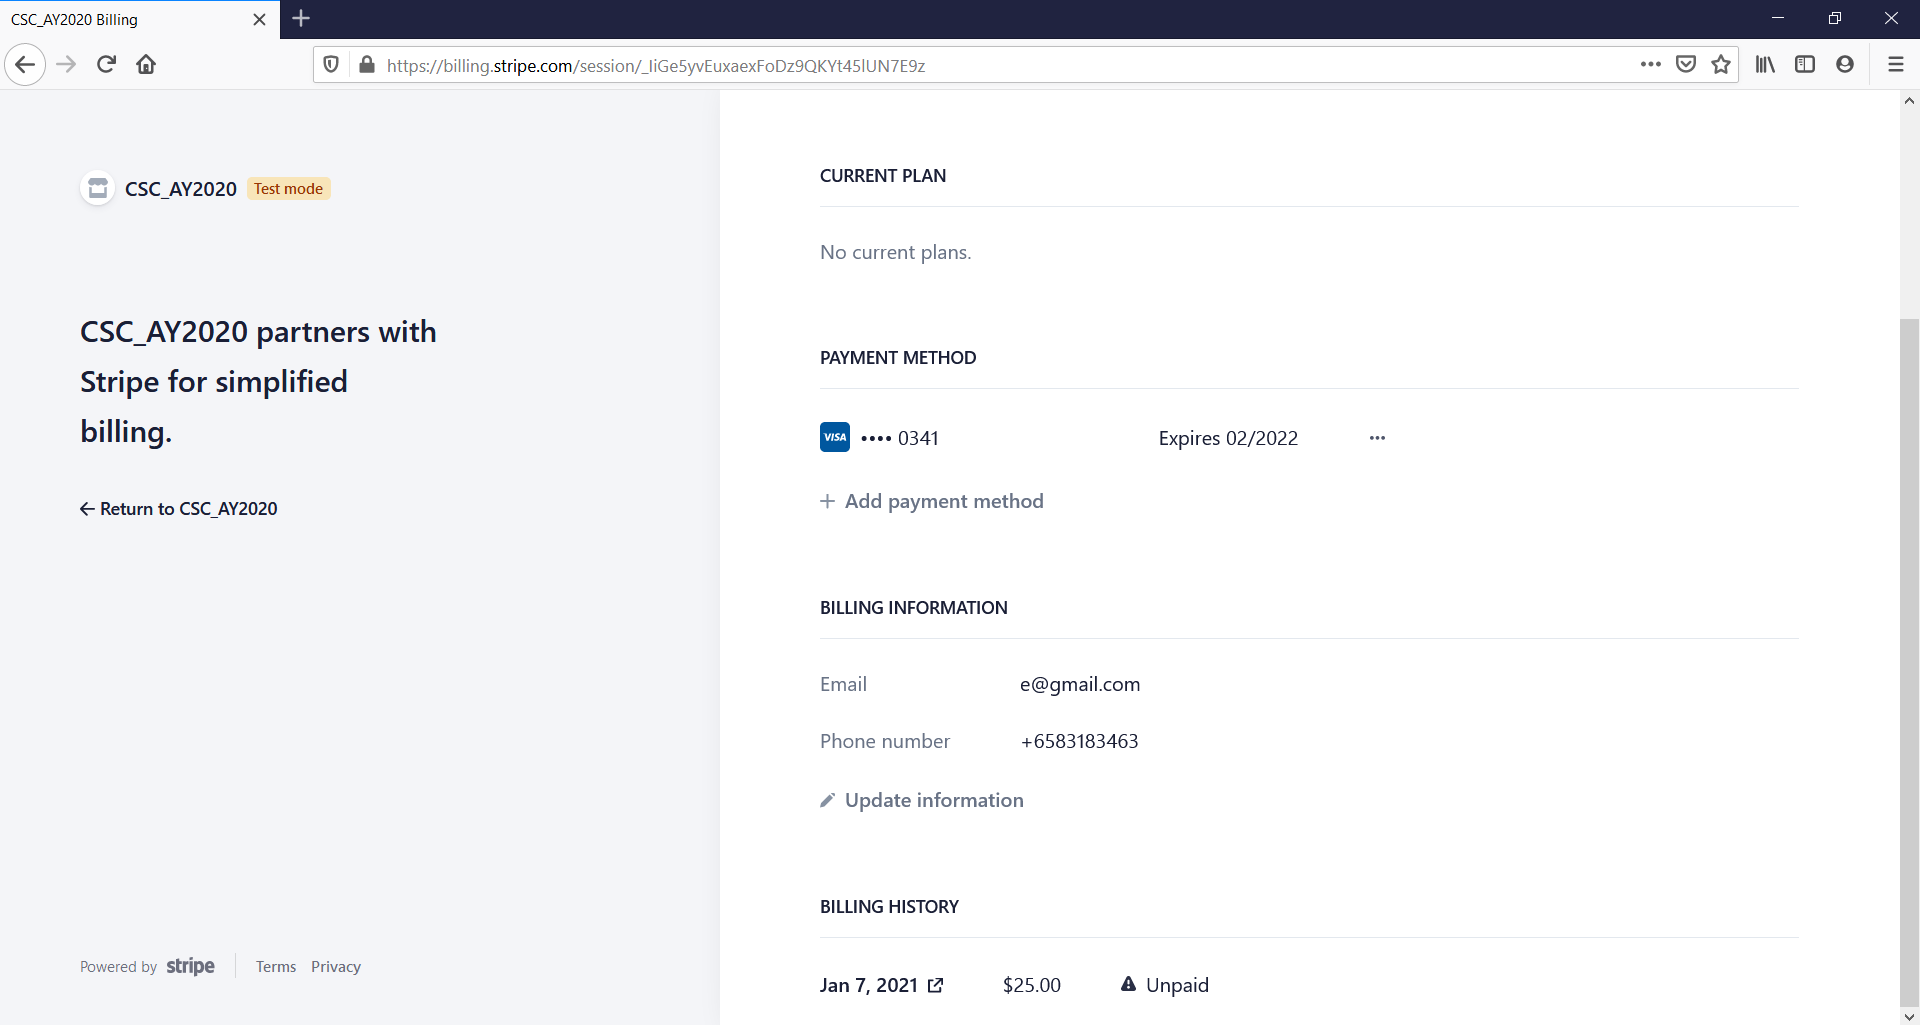 CSC_AY2020 Billing
https://billing.stripe.com/session/_IiGe5yvEuxaexFoDz9QKYt45lUN7E9z
CSC_AY2020 Test mode
CSC_AY2020 partners with
Stripe for simplified
billing.
Return to CSC_AY2020
Powered by stripe Terms Privacy
CURRENT PLAN
No current plans.
PAYMENT METHOD
VISA •••• 0341 Expires 02/2022
Add payment method
BILLING INFORMATION
Email e@gmail.com
Phone number +6583183463
Update information
BILLING HISTORY
Jan 7, 2021 $25.00 Unpaid